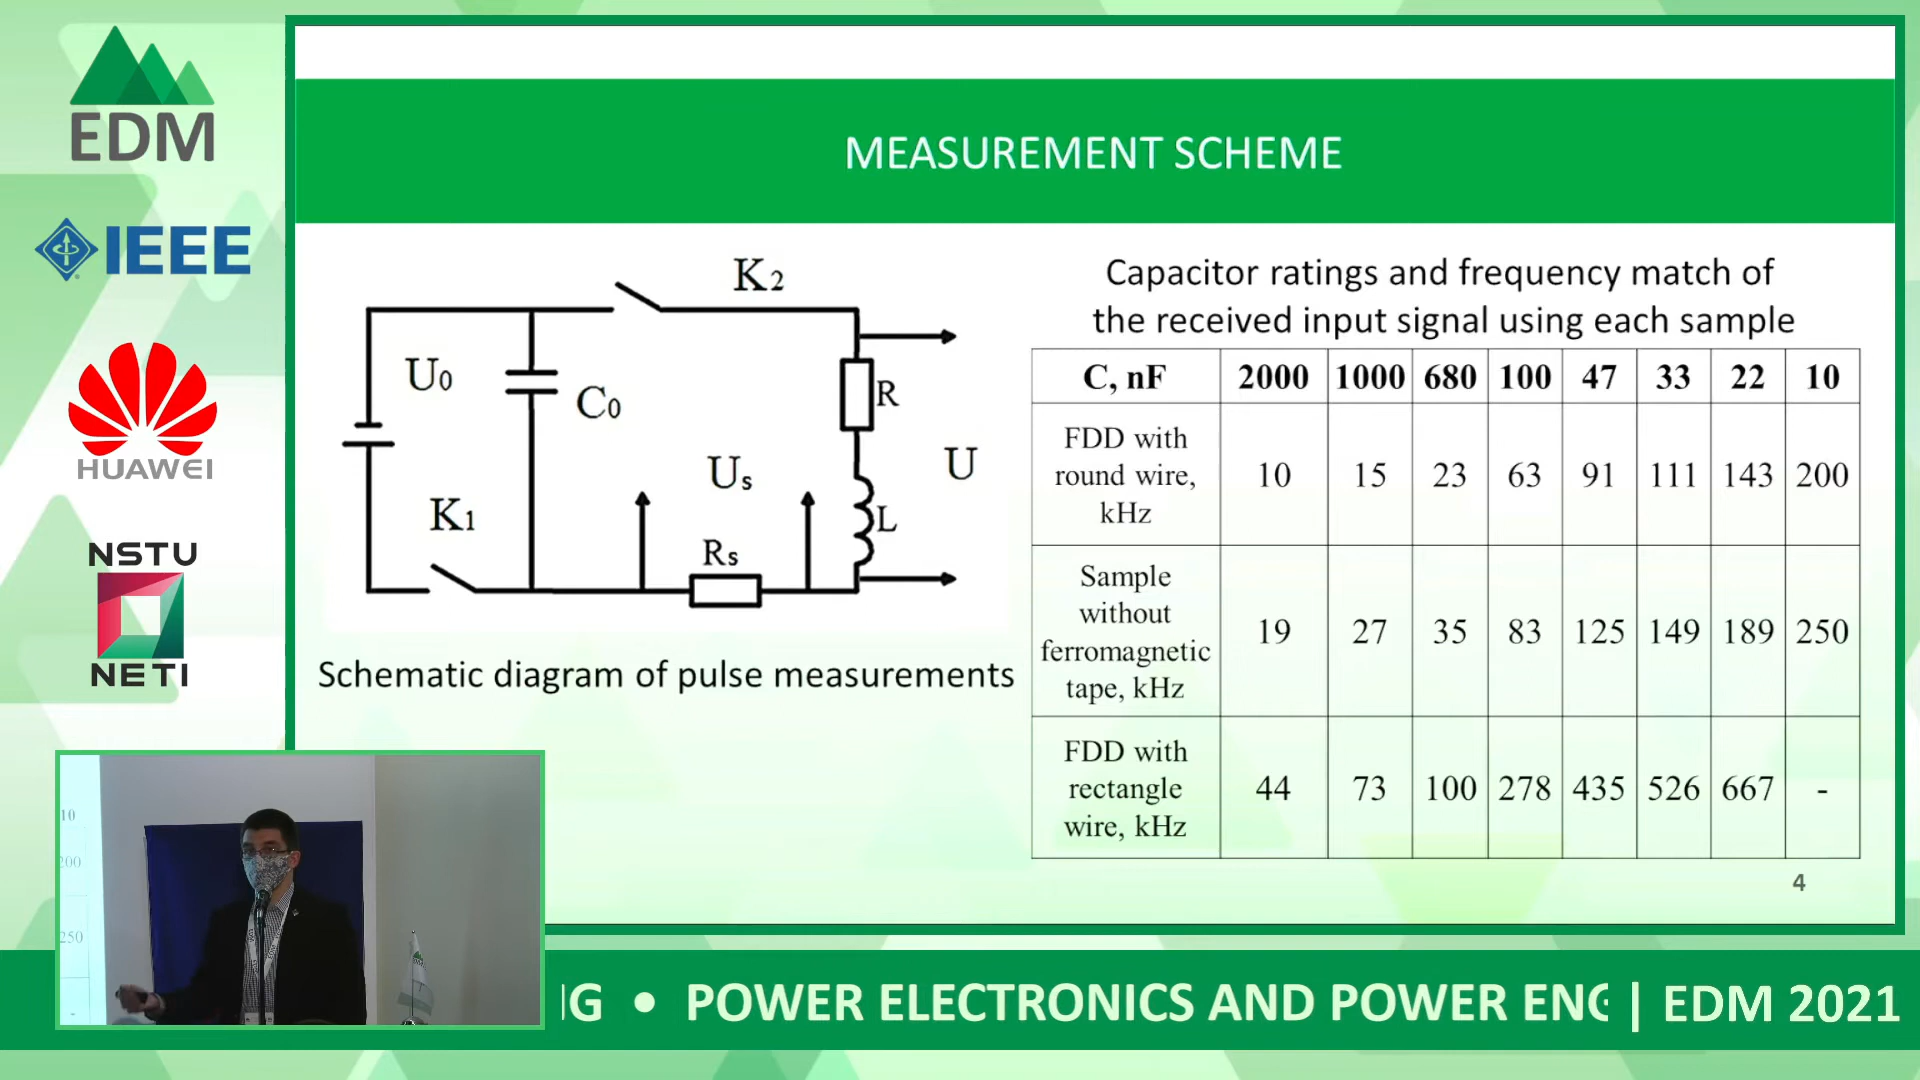 EDM
IEEE
HUAWEI
NSTU
NETI
MEASUREMENT SCHEME
K2
U0
C0
R
Us
U
K1
L
Rs
Schematic diagram of pulse measurements
Capacitor ratings and frequency match of
the received input signal using each sample
C, nF 2000 1000 680 100 47 33 22 10
FDD with
round wire,
kHz
10 15 23 63 91 111 143 200
Sample
without
ferromagnetic
tape, kHz
19 27 35 83 125 149 189 250
FDD with
rectangle
wire, kHz
44 73 100 278 435 526 667 -
4
10
200
250
-
NG • POWER ELECTRONICS AND POWER ENG | EDM 2021